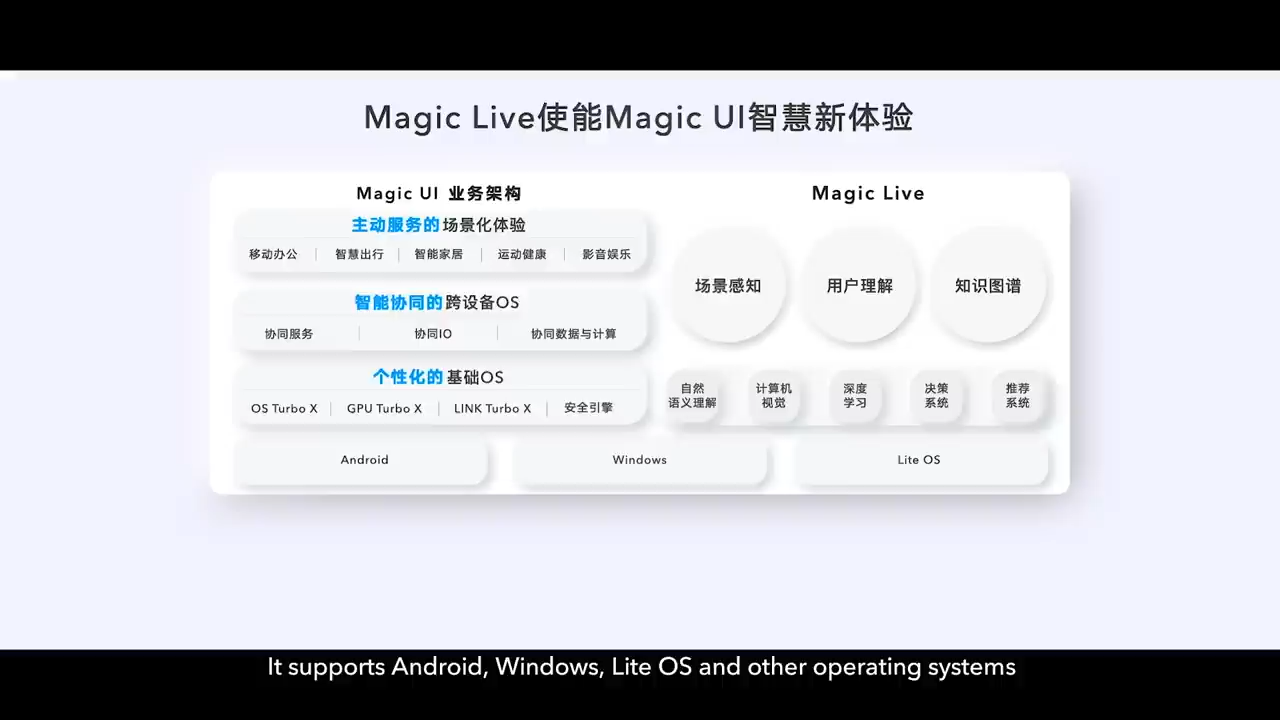 Magic Live使能Magic UI智慧新体验
Magic UI 业务架构
主动服务的场景化体验
移动办公 智慧出行 智能家居 运动健康 影音娱乐
智能协同的跨设备OS
协同服务 协同IO 协同数据与计算
个性化的基础OS
OS Turbo X GPU Turbo X LINK Turbo X 安全引擎
Magic Live
场景感知 用户理解 知识图谱
自然
语义理解
计算机
视觉
深度
学习
决策
系统
推荐
系统
Android Windows Lite OS
It supports Android, Windows, Lite OS and other operating systems